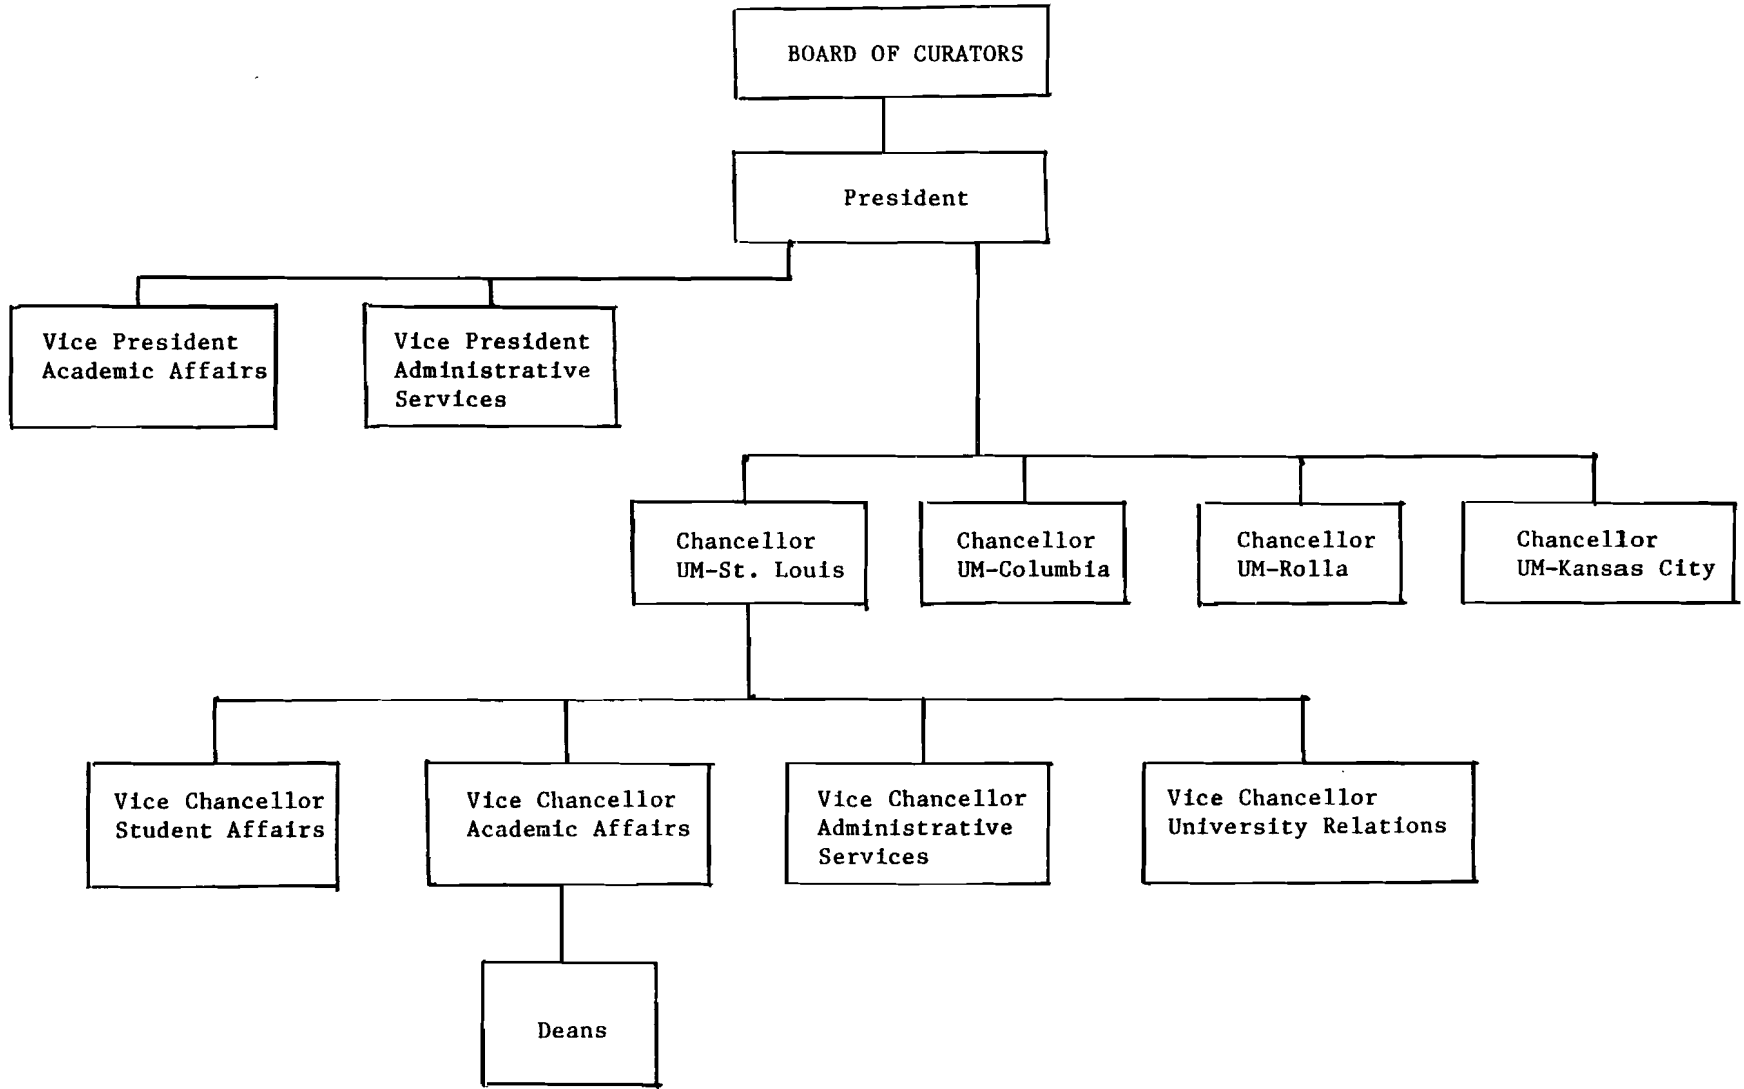 BOARD OF CURATORS
President
Vice President
Academic Affairs
Vice President
Administrative
Services
Chancellor
UM-St. Louis
Chancellor
UM-Columbia
Chancellor
UM-Rolla
Chancellor
UM-Kansas City
Vice Chancellor
Student Affairs
Vice Chancellor
Academic Affairs
Vice Chancellor
Administrative
Services
Vice Chancellor
University Relations
Deans